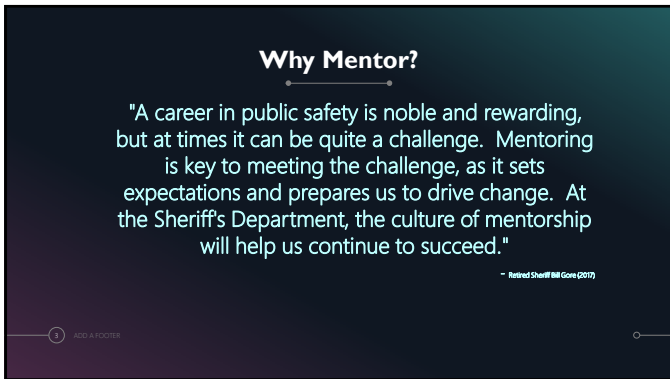 Why Mentor?
"A career in public safety is noble and rewarding,
but at times it can be quite a challenge.  Mentoring
is key to meeting the challenge, as it sets
expectations and prepares us to drive change.  At
the Sheriff's Department, the culture of mentorship
will help us continue to succeed."
– Retired Sheriff Bill Gore (2017)
3 ADD A FOOTER